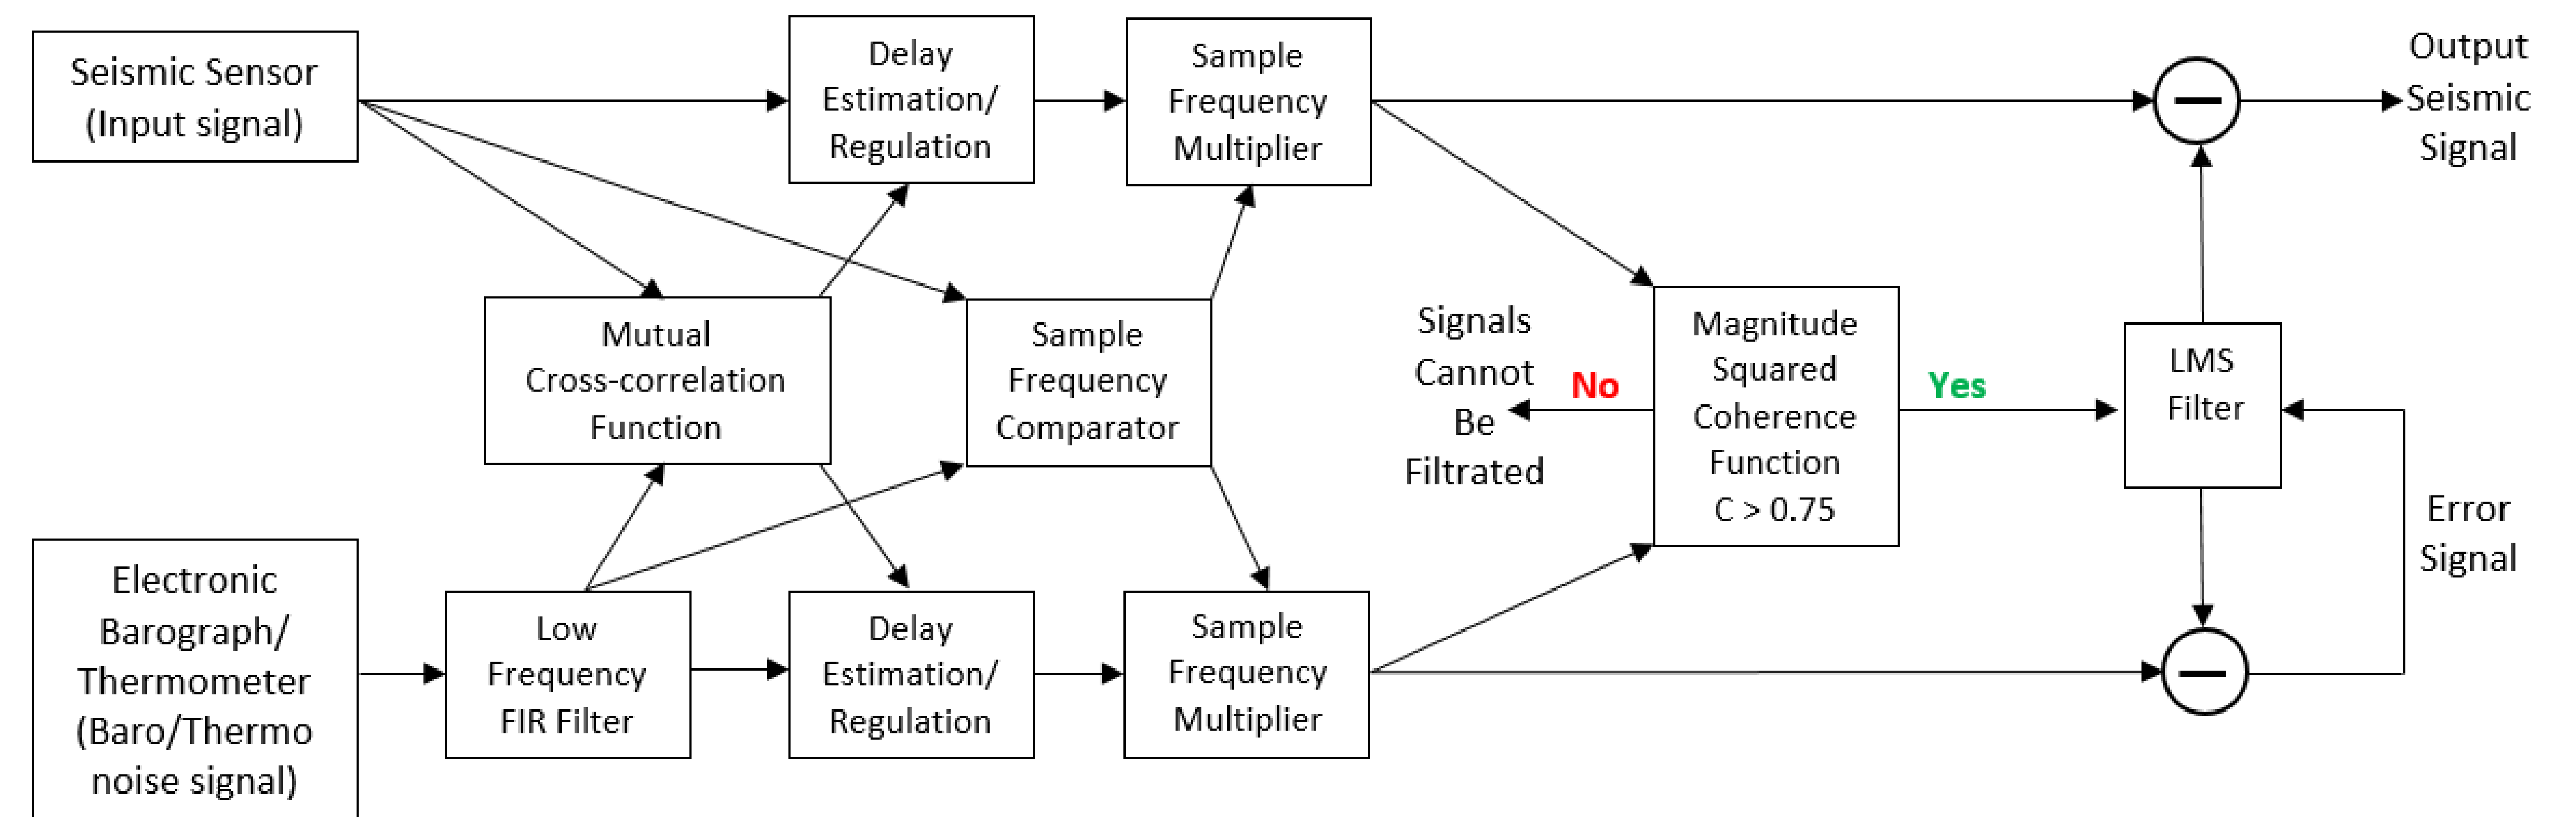 Seismic Sensor
(Input signal)
Delay
Estimation/
Regulation
Sample
Frequency
Multiplier
Output
Seismic
Signal
Mutual
Cross-correlation
Function
Sample
Frequency
Comparator
Signals
Cannot
Be
Filtrated
No
Magnitude
Squared
Coherence
Function
C > 0.75
Yes
LMS
Filter
Error
Signal
Electronic
Barograph/
Thermometer
(Baro/Thermo
noise signal)
Low
Frequency
FIR Filter
Delay
Estimation/
Regulation
Sample
Frequency
Multiplier